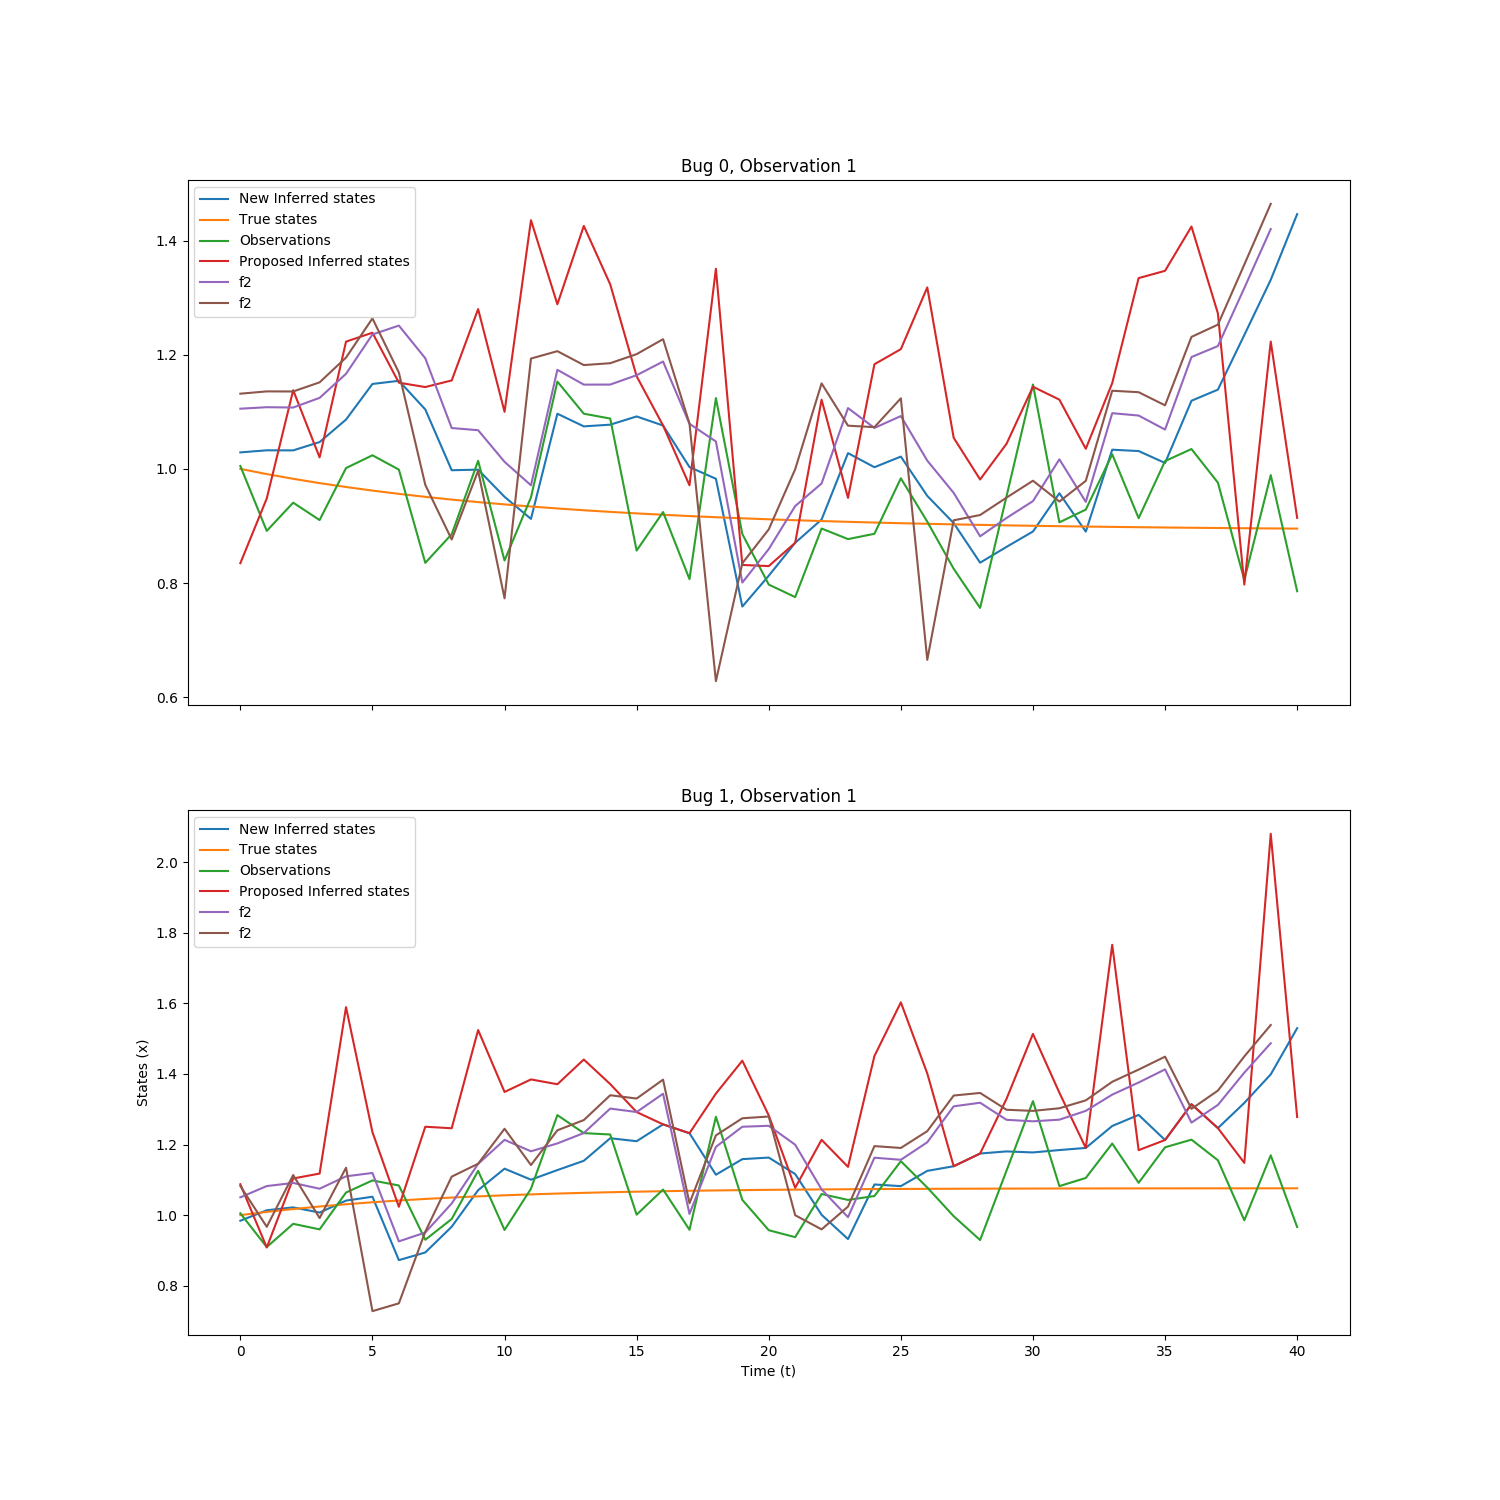 Bug 0, Observation 1
New Inferred states
True states
Observations
Proposed Inferred states
f2
f2
1.4
1.2
1.0
0.8
0.6
Bug 1, Observation 1
New Inferred states
True states
Observations
Proposed Inferred states
f2
f2
2.0
1.8
1.6
1.4
1.2
1.0
0.8
States (x)
0 5 10 15 20 25 30 35 40
Time (t)